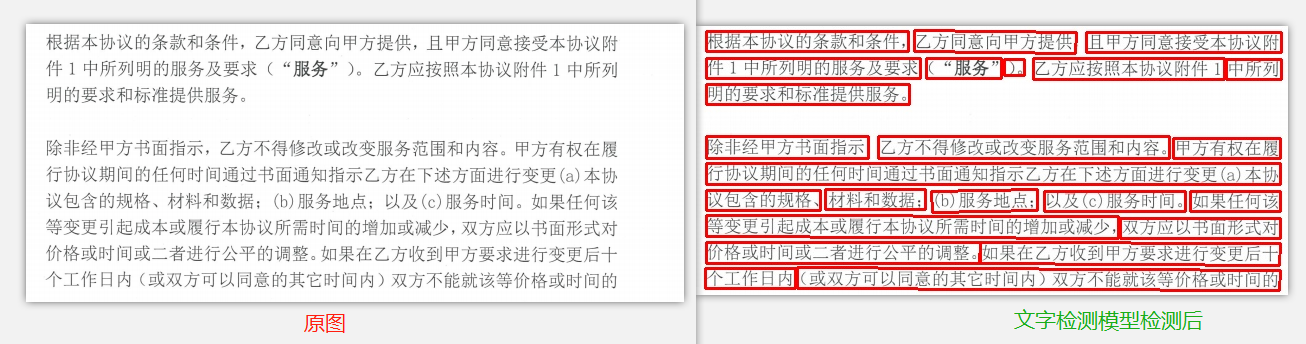 根据本协议的条款和条件，乙方同意向甲方提供，且甲方同意接受本协议附
件 1 中所列明的服务及要求（“服务”）。乙方应按照本协议附件 1 中所列
明的要求和标准提供服务。
除非经甲方书面指示，乙方不得修改或改变服务范围和内容。甲方有权在履
行协议期间的任何时间通过书面通知指示乙方在下述方面进行变更(a)本协
议包含的规格、材料和数据；(b)服务地点；以及(c)服务时间。如果任何该
等变更引起成本或履行本协议所需时间的增加或减少，双方应以书面形式对
价格或时间或二者进行公平的调整。如果在乙方收到甲方要求进行变更后十
个工作日内（或双方可以同意的其它时间内）双方不能就该等价格或时间的
原图
根据本协议的条款和条件，乙方同意向甲方提供 且甲方同意接受本协议附
件 1 中所列明的服务及要求（“服务”）。乙方应按照本协议附件 1 中所列
明的要求和标准提供服务。
除非经甲方书面指示 乙方不得修改或改变服务范围和内容。甲方有权在履
行协议期间的任何时间通过书面通知指示乙方在下述方面进行变更(a)本协
议包含的规格、材料和数据；(b)服务地点；以及(c)服务时间。如果任何该
等变更引起成本或履行本协议所需时间的增加或减少，双方应以书面形式对
价格或时间或二者进行公平的调整。如果在乙方收到甲方要求进行变更后十
个工作日内（或双方可以同意的其它时间内）双方不能就该等价格或时间的
文字检测模型检测后